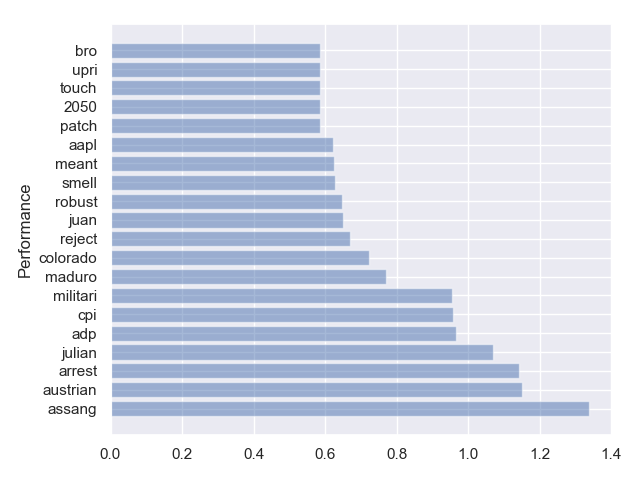 bro
upri
touch
2050
patch
aapl
meant
smell
robust
juan
reject
colorado
maduro
militari
cpi
adp
julian
arrest
austrian
assang
Performance
0.0 0.2 0.4 0.6 0.8 1.0 1.2 1.4